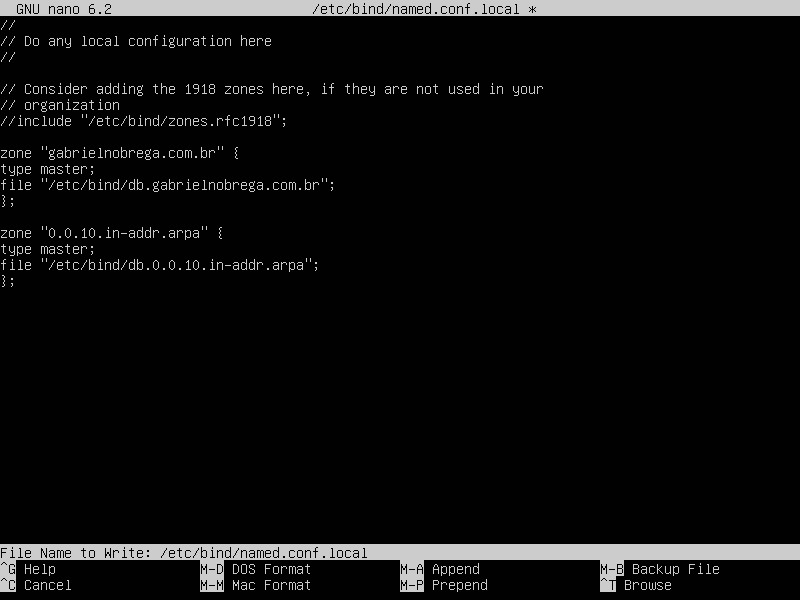 GNU nano 6.2 /etc/bind/named.conf.local *
//
// Do any local configuration here
//
// Consider adding the 1918 zones here, if they are not used in your
// organization
//include "/etc/bind/zones.rfc1918";
zone "gabrielnobrega.com.br" {
type master;
file "/etc/bind/db.gabrielnobrega.com.br";
};
zone "0.0.10.in-addr.arpa" {
type master;
file "/etc/bind/db.0.0.10.in-addr.arpa";
};
File Name to Write: /etc/bind/named.conf.local
^G Help M-D DOS Format M-A Append M-B Backup File
^C Cancel M-M Mac Format M-P Prepend ^T Browse